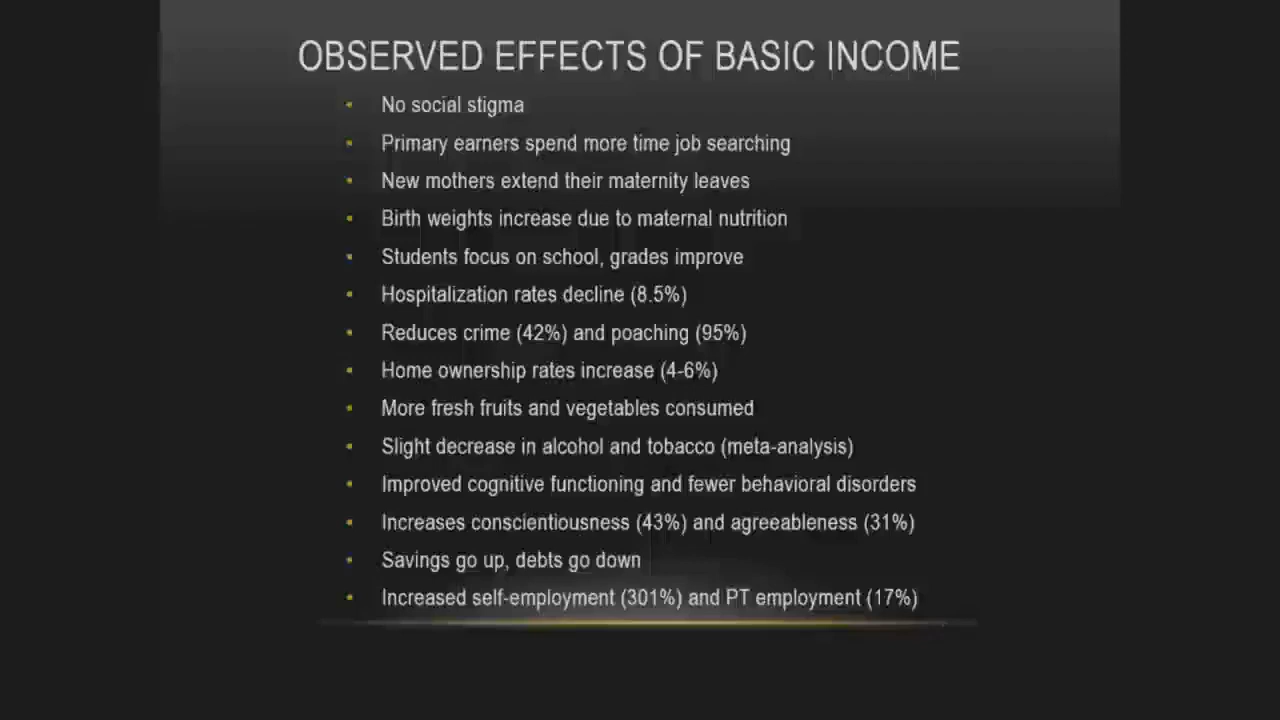 OBSERVED EFFECTS OF BASIC INCOME
• No social stigma
• Primary earners spend more time job searching
• New mothers extend their maternity leaves
• Birth weights increase due to maternal nutrition
• Students focus on school, grades improve
• Hospitalization rates decline (8.5%)
• Reduces crime (42%) and poaching (95%)
• Home ownership rates increase (4-6%)
• More fresh fruits and vegetables consumed
• Slight decrease in alcohol and tobacco (meta-analysis)
• Improved cognitive functioning and fewer behavioral disorders
• Increases conscientiousness (43%) and agreeableness (31%)
• Savings go up, debts go down
• Increased self-employment (301%) and PT employment (17%)